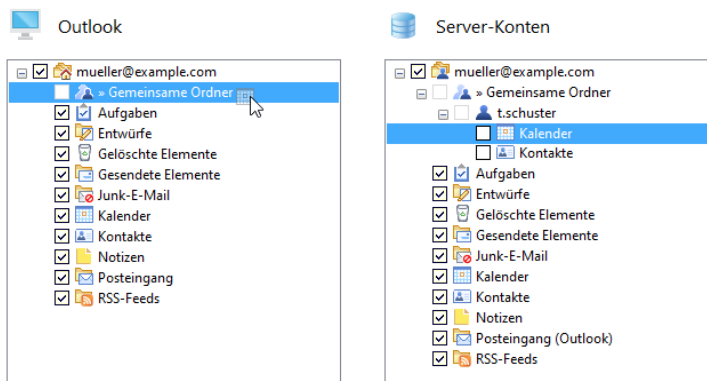 Outlook
mueller@example.com
» Gemeinsame Ordner
Aufgaben
Entwürfe
Gelöschte Elemente
Gesendete Elemente
Junk-E-Mail
Kalender
Kontakte
Notizen
Posteingang
RSS-Feeds
Server-Konten
mueller@example.com
» Gemeinsame Ordner
t.schuster
Kalender
Kontakte
Aufgaben
Entwürfe
Gelöschte Elemente
Gesendete Elemente
Junk-E-Mail
Kalender
Kontakte
Notizen
Posteingang (Outlook)
RSS-Feeds